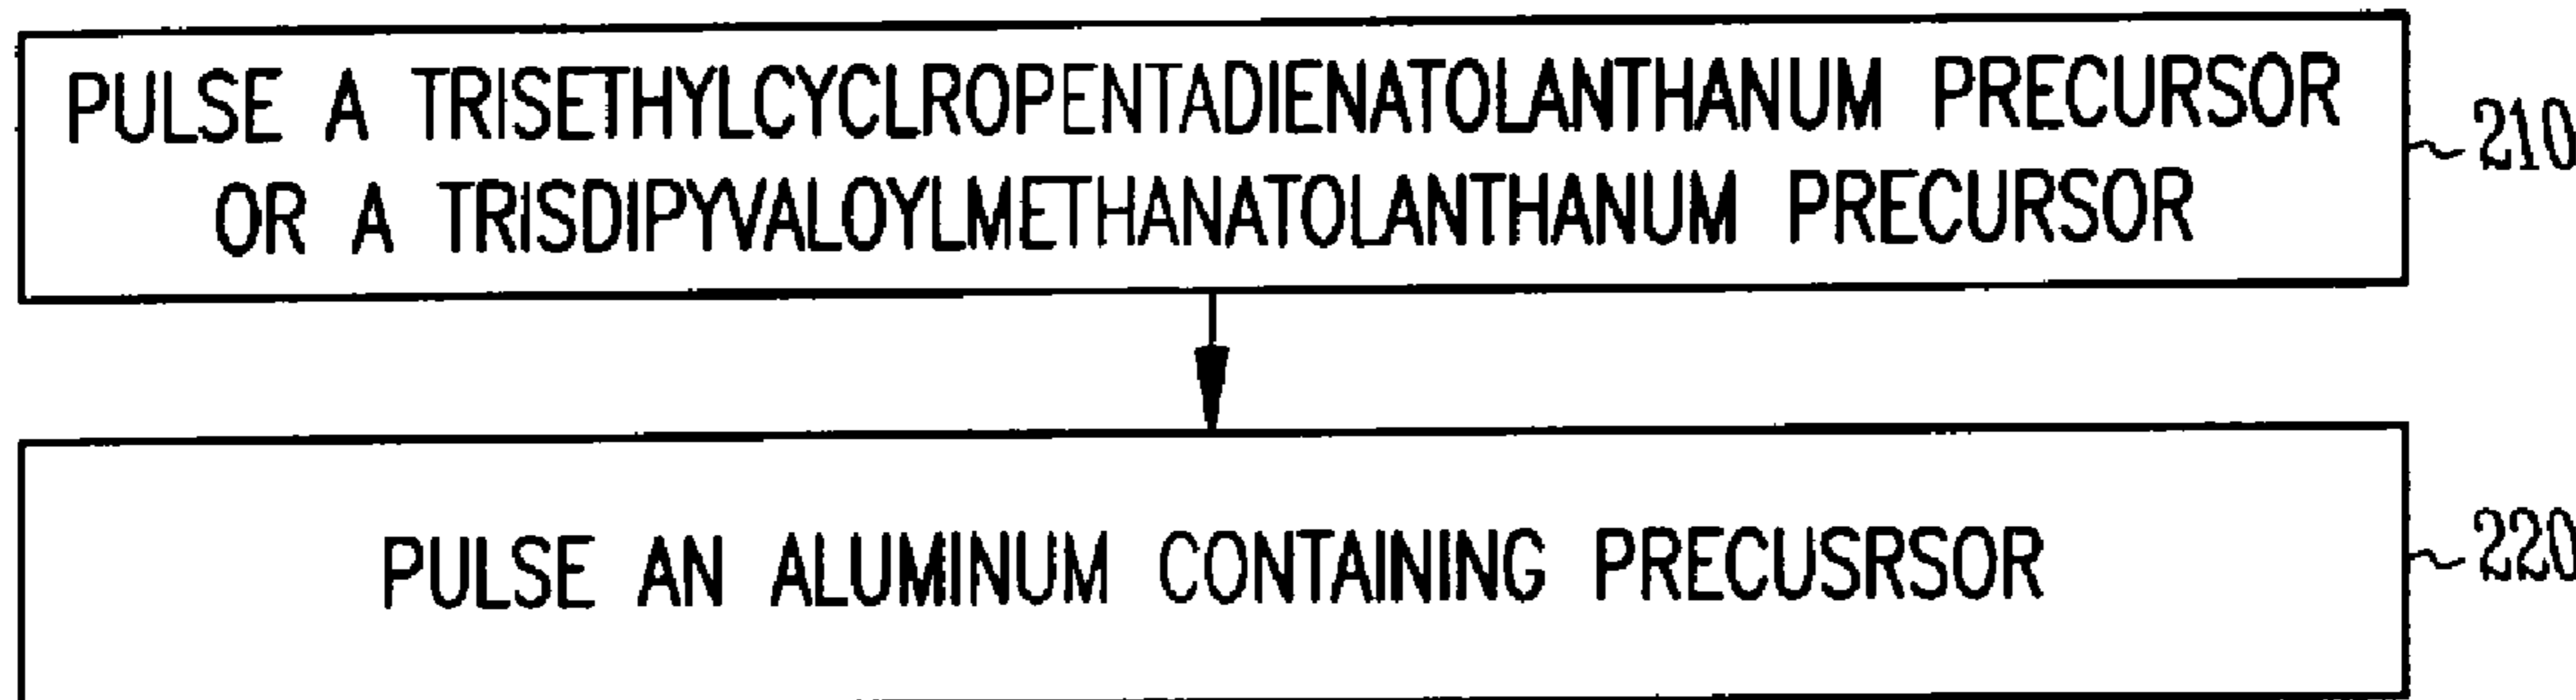 PULSE A TRISETHYLCYCLROPENTADIENATOLANTHANUM PRECURSOR
OR A TRISDIPYVALOYLMETHANATOLANTHANUM PRECURSOR
210
PULSE AN ALUMINUM CONTAINING PRECUSRSOR
220